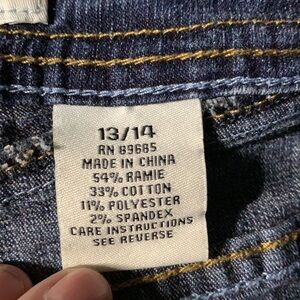 13/14
RN 89685
MADE IN CHINA
54% RAMIE
33% COTTON
11% POLYESTER
2% SPANDEX
CARE INSTRUCTIONS
SEE REVERSE